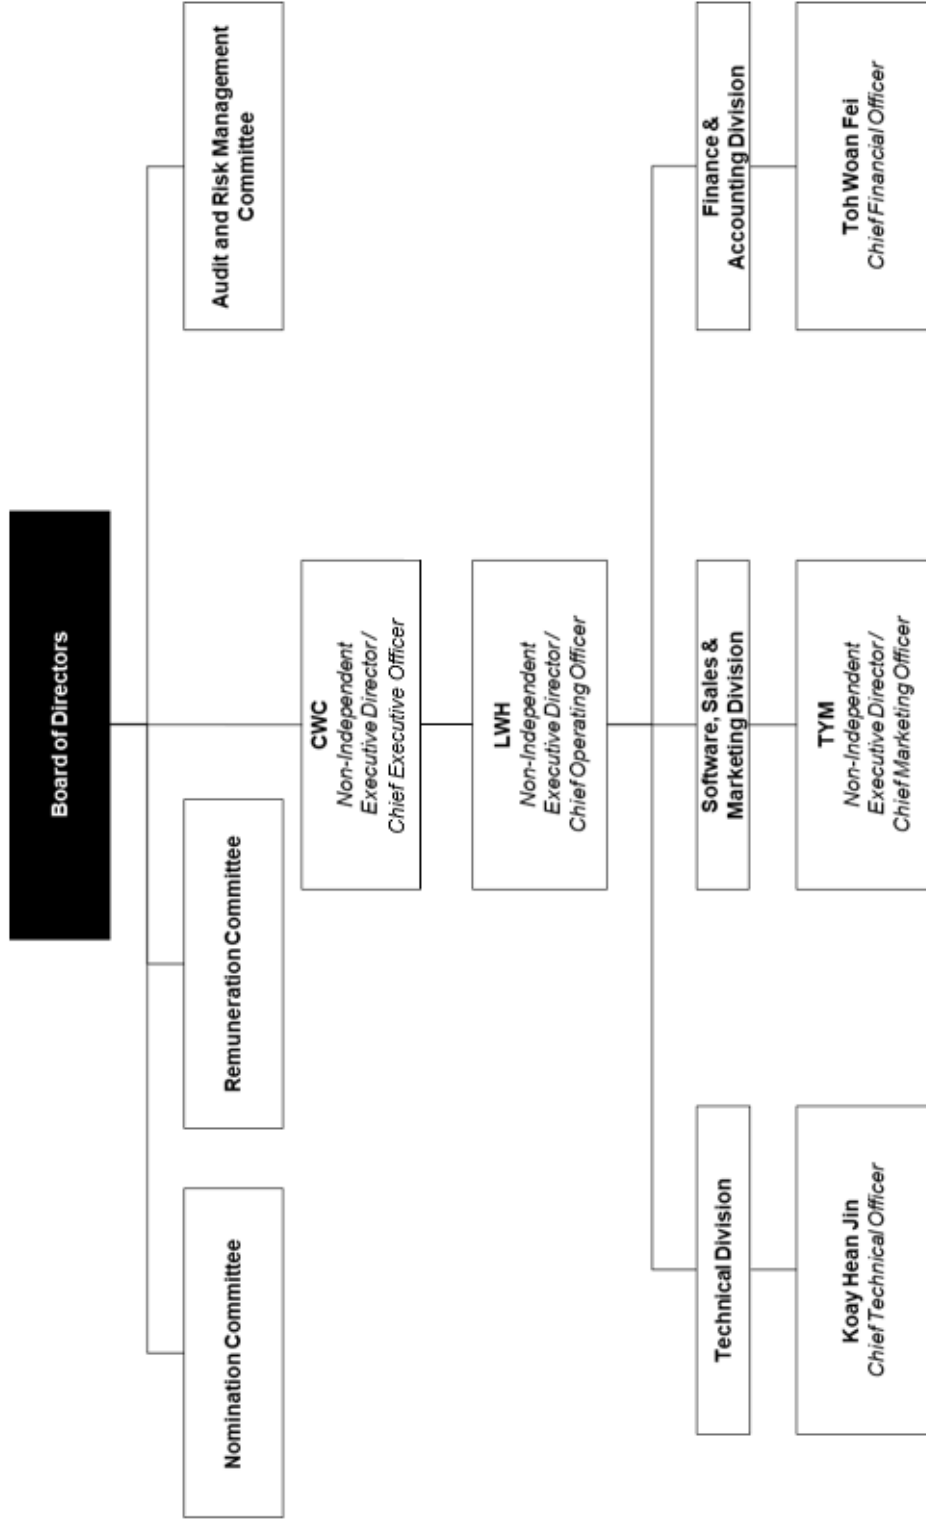 Board of Directors
Nomination Committee
Remuneration Committee
Audit and Risk Management
Committee
CWC
Non-Independent
Executive Director /
Chief Executive Officer
LWH
Non-Independent
Executive Director /
Chief Operating Officer
Technical Division
Software, Sales &
Marketing Division
Finance &
Accounting Division
Koay Hean Jin
Chief Technical Officer
TYM
Non-Independent
Executive Director /
Chief Marketing Officer
Toh Woan Fei
Chief Financial Officer